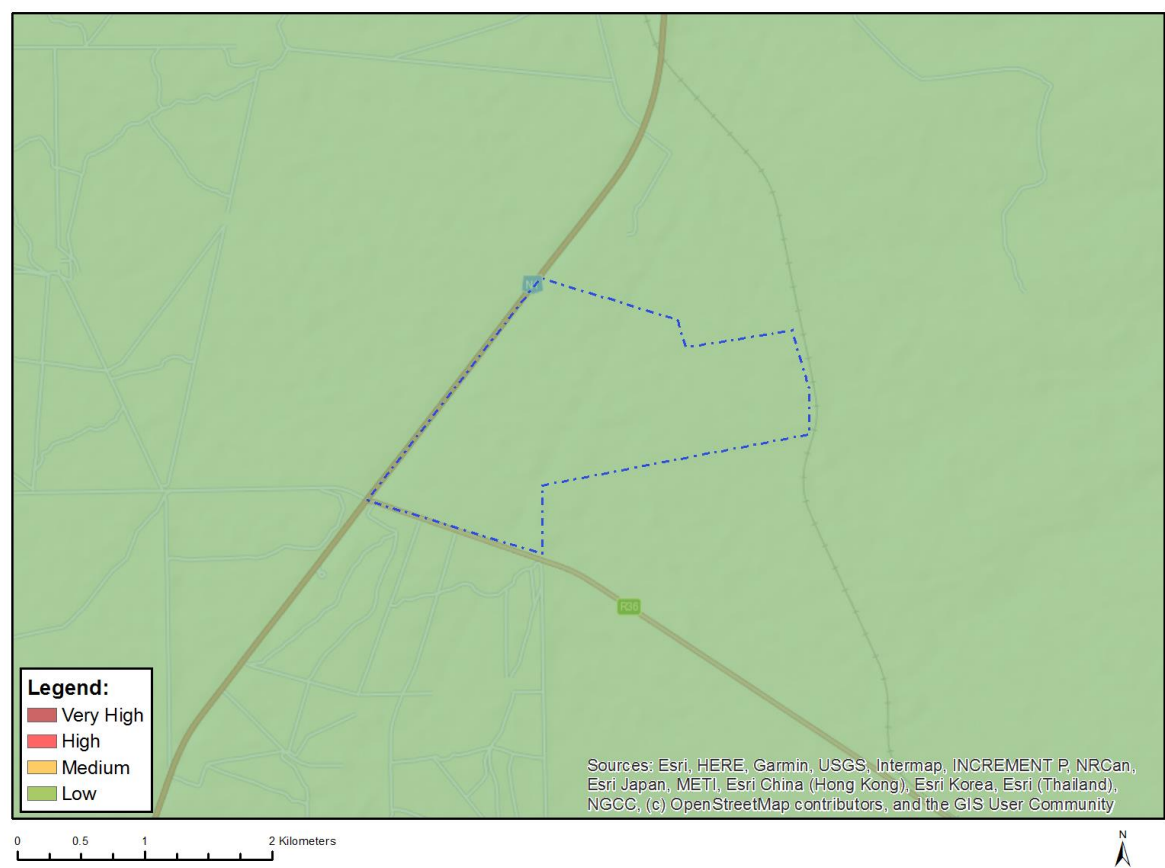 R36
Legend:
Very High
High
Medium
Low
Sources: Esri, HERE, Garmin, USGS, Intermap, INCREMENT P, NRCan,
Esri Japan, METI, Esri China (Hong Kong), Esri Korea, Esri (Thailand),
NGCC, (c) OpenStreetMap contributors, and the GIS User Community
0 0.5 1 2 Kilometers
N